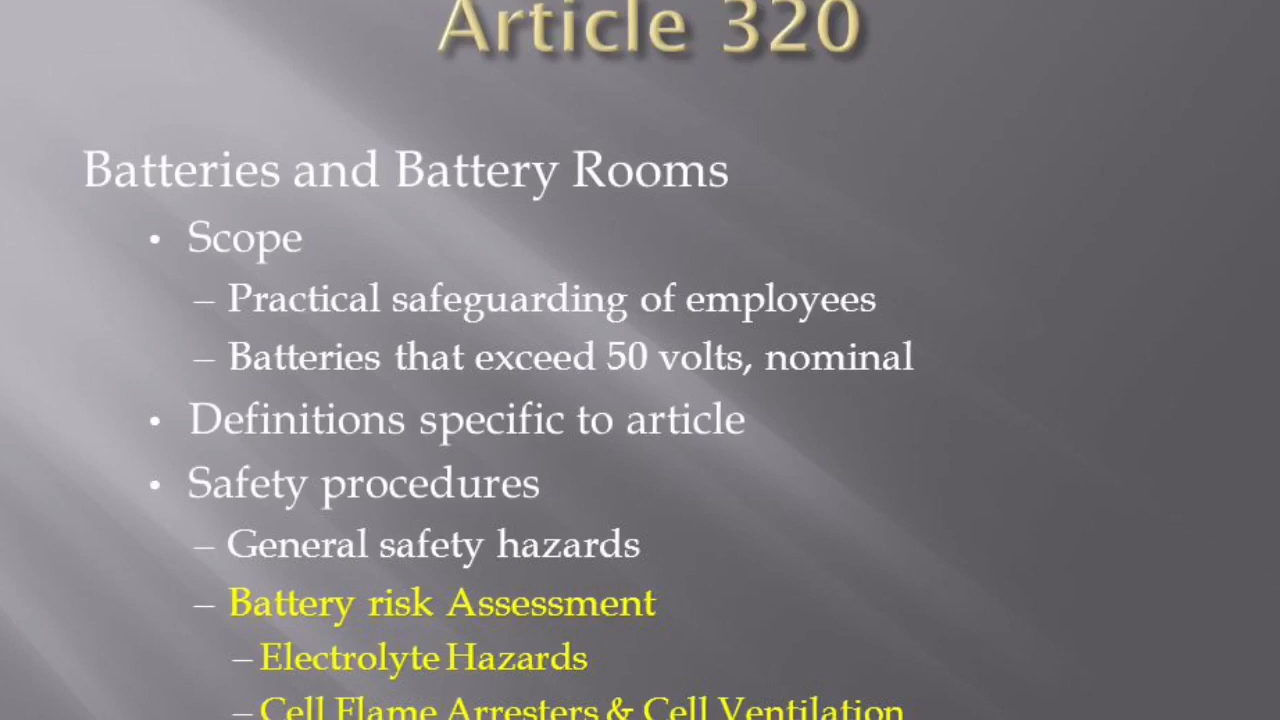 Article 320
Batteries and Battery Rooms
• Scope
– Practical safeguarding of employees
– Batteries that exceed 50 volts, nominal
• Definitions specific to article
• Safety procedures
– General safety hazards
– Battery risk Assessment
– Electrolyte Hazards
– Cell Flame Arresters & Cell Ventilation